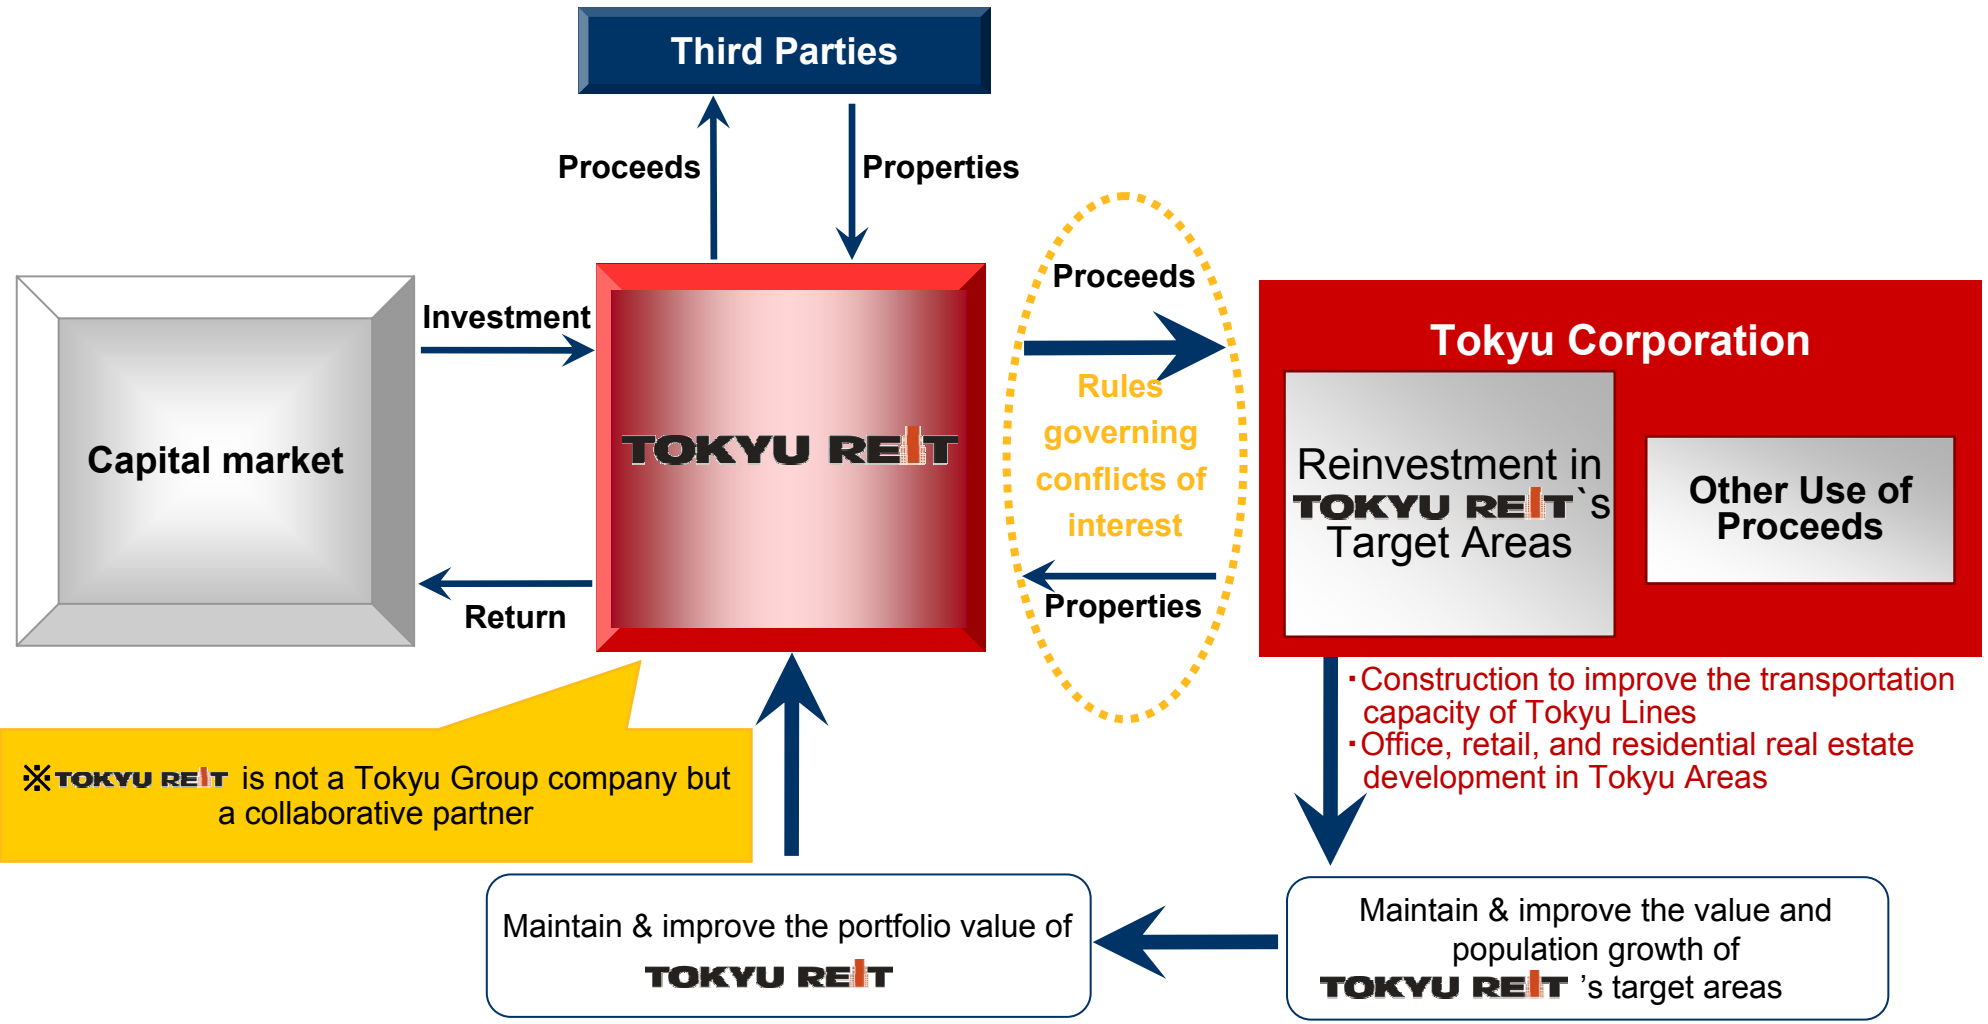 Third Parties
Proceeds
Properties
Capital market
Investment
Return
TOKYU REIT
Proceeds
Rules
governing
conflicts of
interest
Properties
Tokyu Corporation
Reinvestment in
TOKYU REIT`s
Target Areas
Other Use of
Proceeds
・Construction to improve the transportation
capacity of Tokyu Lines
・Office, retail, and residential real estate
development in Tokyu Areas
※TOKYU REIT is not a Tokyu Group company but
a collaborative partner
Maintain & improve the portfolio value of
TOKYU REIT
Maintain & improve the value and
population growth of
TOKYU REIT ’s target areas